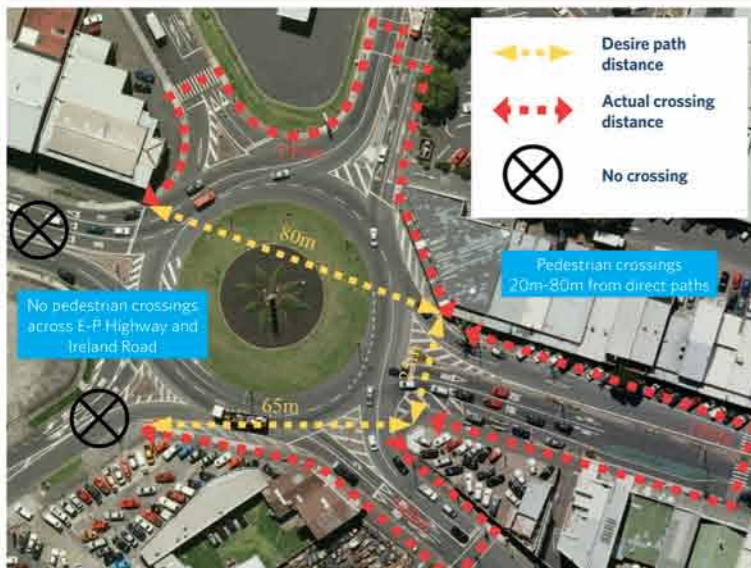 Desire path
distance
Actual crossing
distance
No crossing
80m
Pedestrian crossings
20m-80m from direct paths
No pedestrian crossings
across E-P Highway and
Ireland Road
65m